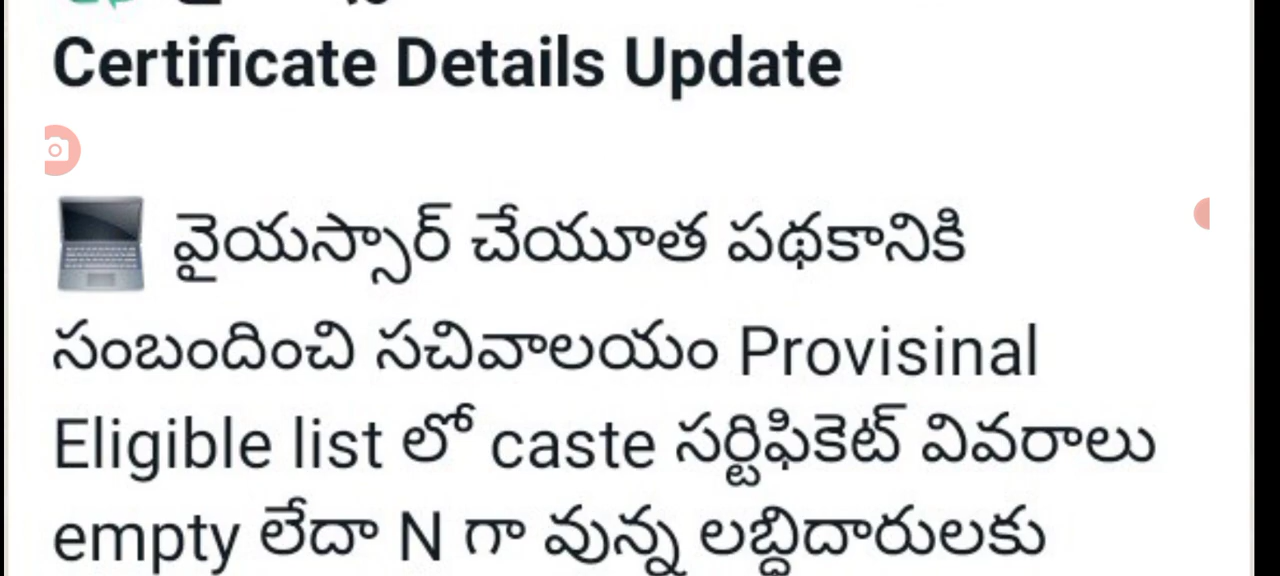 Certificate Details Update
వైయస్సార్ చేయూత పథకానికి
సంబందించి సచివాలయం Provisinal
Eligible list లో caste సర్టిఫికెట్ వివరాలు
empty లేదా N గా వున్న లబ్దిదారులకు